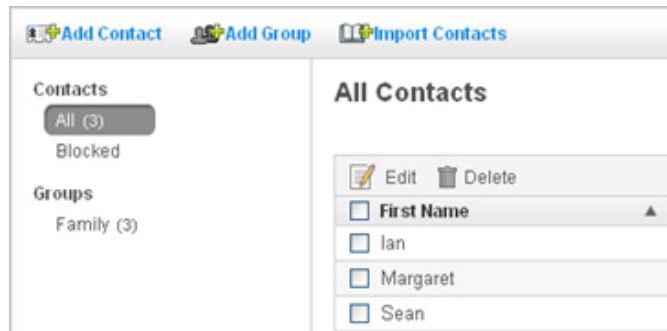 Add Contact Add Group Import Contacts
Contacts
All (3)
Blocked
Groups
Family (3)
All Contacts
Edit Delete
First Name
Ian
Margaret
Sean